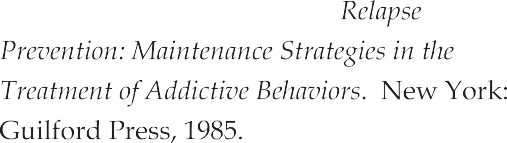 Relapse
Prevention: Maintenance Strategies in the
Treatment of Addictive Behaviors. New York:
Guilford Press, 1985.